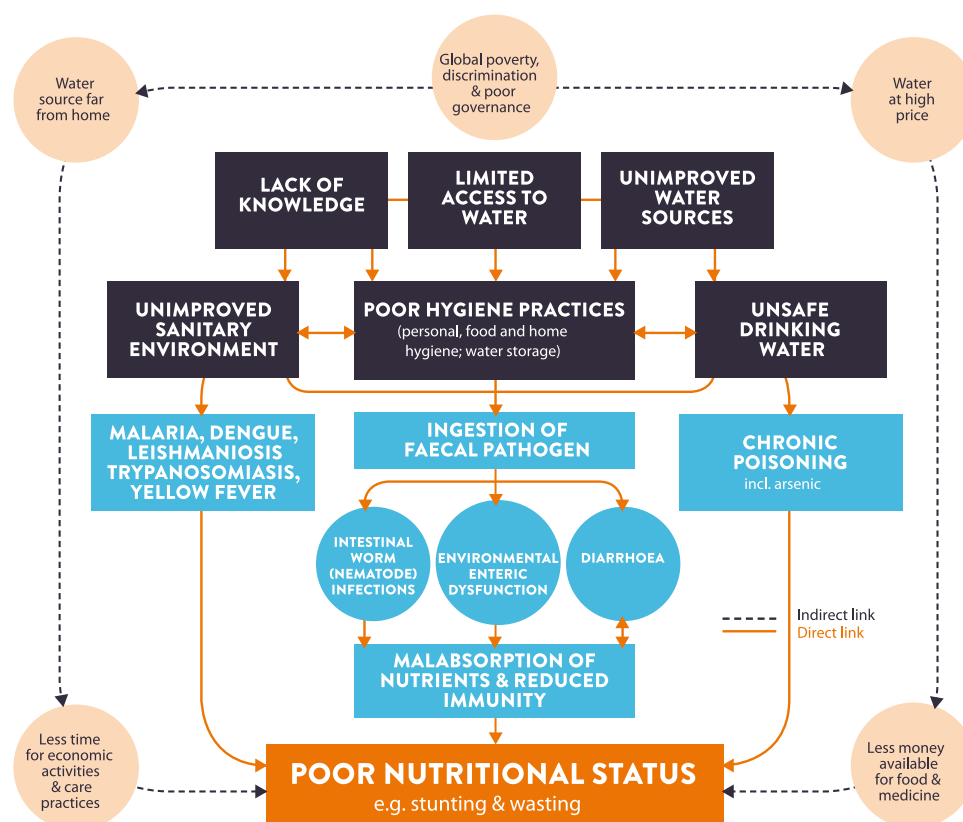 Global poverty,
discrimination
& poor
governance
Water
source far
from home
Water
at high
price
LACK OF
KNOWLEDGE
LIMITED
ACCESS TO
WATER
UNIMPROVED
WATER
SOURCES
UNIMPROVED
SANITARY
ENVIRONMENT
POOR HYGIENE PRACTICES
(personal, food and home
hygiene; water storage)
UNSAFE
DRINKING
WATER
MALARIA, DENGUE,
LEISHMANIOSIS
TRYPANOSOMIASIS,
YELLOW FEVER
INGESTION OF
FAECAL PATHOGEN
CHRONIC
POISONING
incl. arsenic
INTESTINAL
WORM
(NEMATODE)
INFECTIONS
ENVIRONMENTAL
ENTERIC
DYSFUNCTION
DIARRHOEA
Indirect link
Direct link
MALABSORPTION OF
NUTRIENTS & REDUCED
IMMUNITY
Less time
for economic
activities
& care
practices
POOR NUTRITIONAL STATUS
e.g. stunting & wasting
Less money
available
for food &
medicine